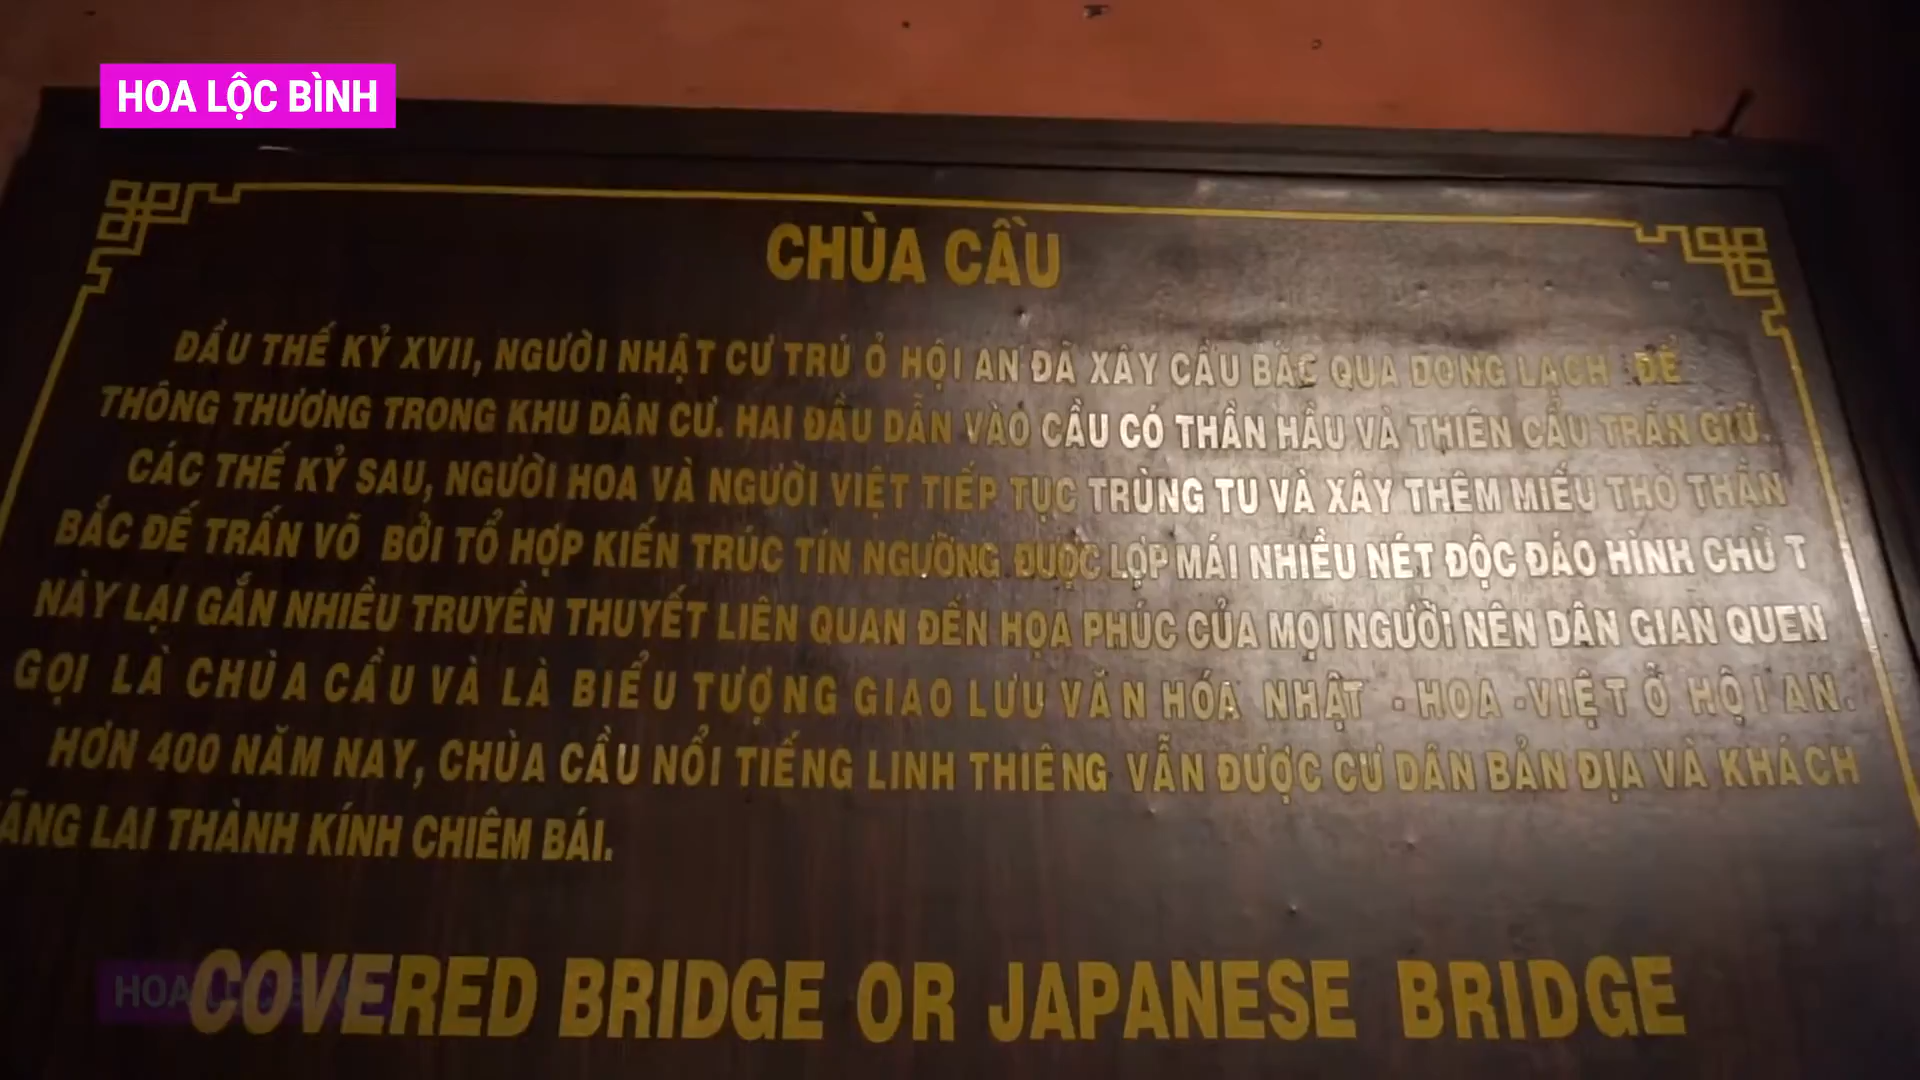 HOA LỘC BÌNH
CHÙA CẦU
ĐẦU THẾ KỶ XVII, NGƯỜI NHẬT CƯ TRÚ Ở HỘI AN ĐÃ XÂY CẦU BẮC QUA DÒNG LẠCH ĐỂ
THÔNG THƯƠNG TRONG KHU DÂN CƯ. HAI ĐẦU DẪN VÀO CẦU CÓ THẦN HẦU VÀ THIÊN CẨU TRẤN GIỮ.
CÁC THẾ KỶ SAU, NGƯỜI HOA VÀ NGƯỜI VIỆT TIẾP TỤC TRÙNG TU VÀ XÂY THÊM MIẾU THỜ THẦN
BẮC ĐẾ TRẤN VÕ BỞI TỔ HỢP KIẾN TRÚC TÍN NGƯỠNG ĐƯỢC LỢP MÁI NHIỀU NÉT ĐỘC ĐÁO HÌNH CHỮ T
NÀY LẠI GẮN NHIỀU TRUYỀN THUYẾT LIÊN QUAN ĐẾN HỌA PHÚC CỦA MỌI NGƯỜI NÊN DÂN GIAN QUEN
GỌI LÀ CHÙA CẦU VÀ LÀ BIỂU TƯỢNG GIAO LƯU VĂN HÓA NHẬT - HOA -VIỆT Ở HỘI AN.
HƠN 400 NĂM NAY, CHÙA CẦU NỔI TIẾNG LINH THIÊNG VẪN ĐƯỢC CƯ DÂN BẢN ĐỊA VÀ KHÁCH
ÃNG LAI THÀNH KÍNH CHIÊM BÁI.
COVERED BRIDGE OR JAPANESE BRIDGE